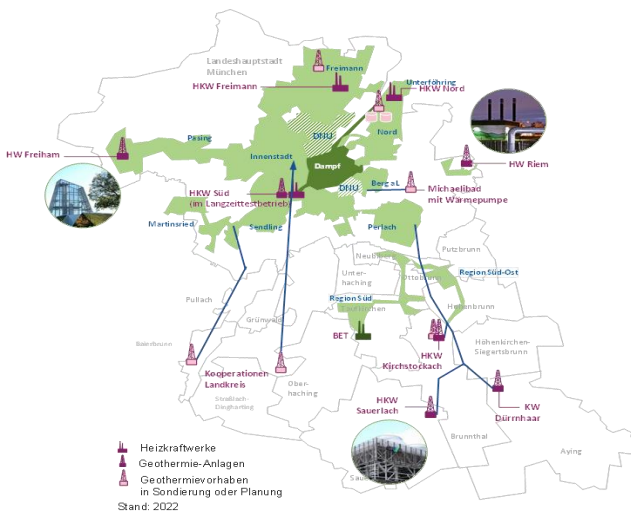 Landeshauptstadt
München
Freimann
HKW Freimann
Unterföhring
HKW Nord
DNU
Nord
Pasing
HW Freiham
Innenstadt
Dampf
HW Riem
HKW Süd
(im Langzeittestbetrieb)
DNU
Berg a.L
Michaelibad
mit Wärmepumpe
Martinsried
Sendling
Perlach
Putzbrunn
Neubiberg
Unter-
haching
Ottobrunn
Region Süd-Ost
Pullach
Region Süd
Taufkirchen
Hohenbrunn
Grünwald
Baierbrunn
BET
HKW
Kirchstockach
Höhenkirchen-
Siegertsbrunn
Kooperationen
Landkreis
Ober-
haching
Straßlach-
Dingharting
HKW
Sauerlach
KW
Dürrnhaar
Brunnthal
Aying
Heizkraftwerke
Geothermie-Anlagen
Geothermievorhaben
in Sondierung oder Planung
Stand: 2022